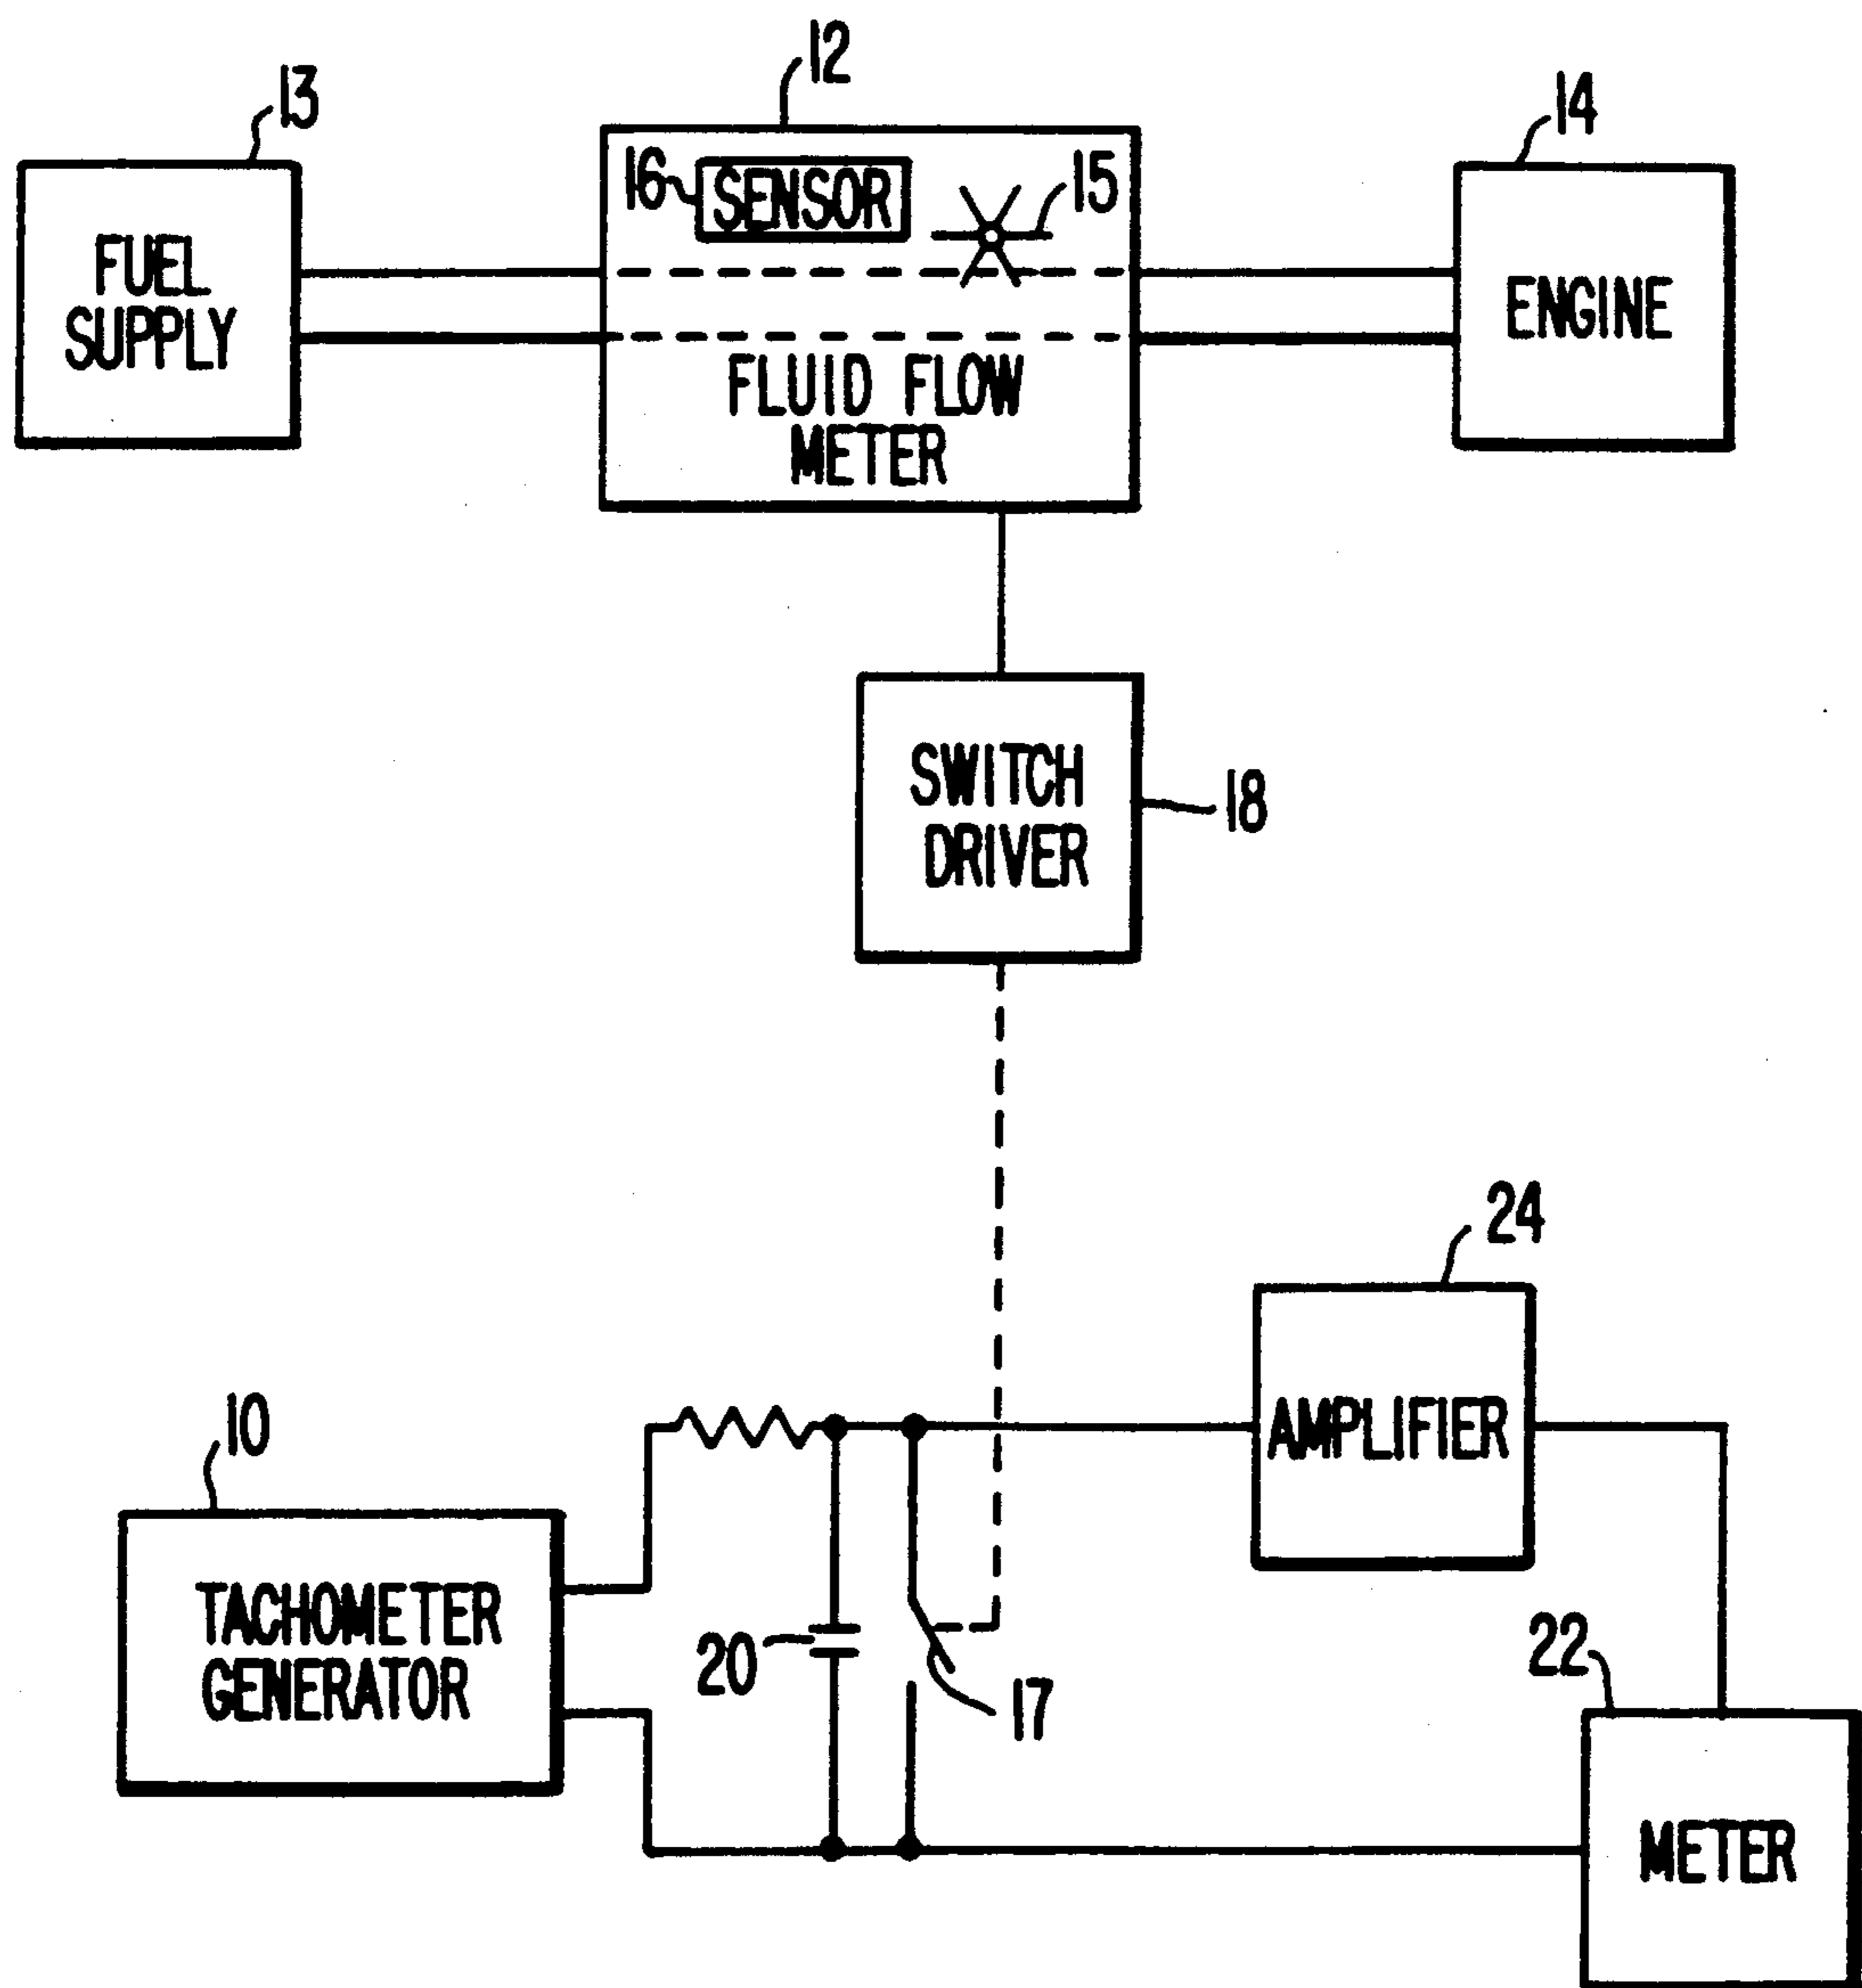 13
12
14
16
SENSOR
15
FUEL
SUPPLY
ENGINE
FLUID FLOW
METER
SWITCH
DRIVER
18
24
10
AMPLIFIER
TACHOMETER
GENERATOR
20
17
22
METER